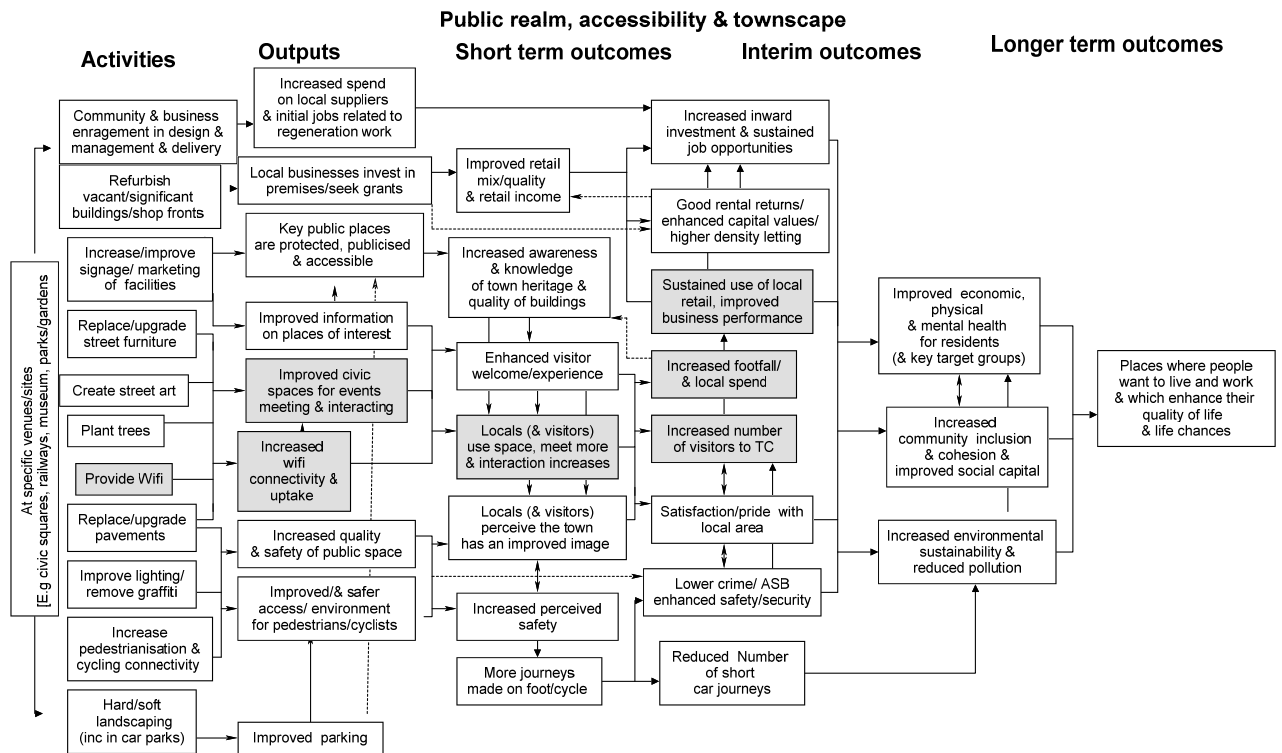 Public realm, accessibility & townscape
Activities
Outputs
Short term outcomes
Interim outcomes
Longer term outcomes
At specific venues/sites
[E.g civic squares, railways, museum, parks/gardens
Community & business
enragement in design &
management & delivery
Refurbish
vacant/significant
buildings/shop fronts
Increase/improve
signage/ marketing
of facilities
Replace/upgrade
street furniture
Create street art
Plant trees
Provide Wifi
Replace/upgrade
pavements
Improve lighting/
remove graffiti
Increase
pedestrianisation &
cycling connectivity
Hard/soft
landscaping
(inc in car parks)
Increased spend
on local suppliers
& initial jobs related to
regeneration work
Local businesses invest in
premises/seek grants
Key public places
are protected, publicised
& accessible
Improved information
on places of interest
Improved civic
spaces for events
meeting & interacting
Increased
wifi
connectivity &
uptake
Increased quality
& safety of public space
Improved/& safer
access/ environment
for pedestrians/cyclists
Improved parking
Improved retail
mix/quality
& retail income
Increased awareness
& knowledge
of town heritage &
quality of buildings
Enhanced visitor
welcome/experience
Locals (& visitors)
use space, meet more
& interaction increases
Locals (& visitors)
perceive the town
has an improved image
Increased perceived
safety
More journeys
made on foot/cycle
Increased inward
investment & sustained
job opportunities
Good rental returns/
enhanced capital values/
higher density letting
Sustained use of local
retail, improved
business performance
Increased footfall/
& local spend
Increased number
of visitors to TC
Satisfaction/pride with
local area
Lower crime/ ASB
enhanced safety/security
Reduced Number
of short
car journeys
Improved economic,
physical
& mental health
for residents
(& key target groups)
Increased
community inclusion
& cohesion &
improved social capital
Increased environmental
sustainability &
reduced pollution
Places where people
want to live and work
& which enhance their
quality of life
& life chances